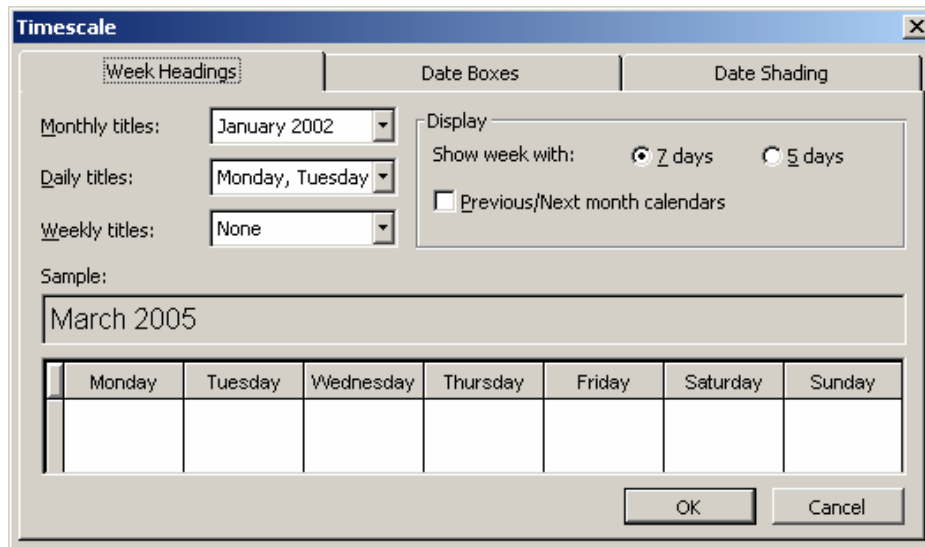 Timescale
Week Headings Date Boxes Date Shading
Monthly titles: January 2002
Daily titles: Monday, Tuesday
Weekly titles: None
Display
Show week with: 7 days 5 days
Previous/Next month calendars
Sample:
March 2005
Monday Tuesday Wednesday Thursday Friday Saturday Sunday
OK Cancel